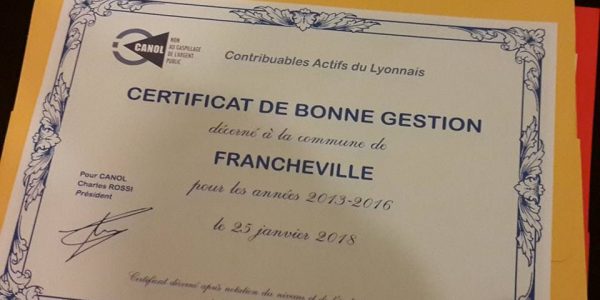 CANOL
NON
AU GASPILLAGE
DE L'ARGENT
PUBLIC
Contribuables Actifs du Lyonnais
CERTIFICAT DE BONNE GESTION
décerné à la commune de
FRANCHEVILLE
pour les années 2013-2016
le 25 janvier 2018
Pour CANOL
Charles ROSSI
Président
Certificat décerné après notation du niveau et de